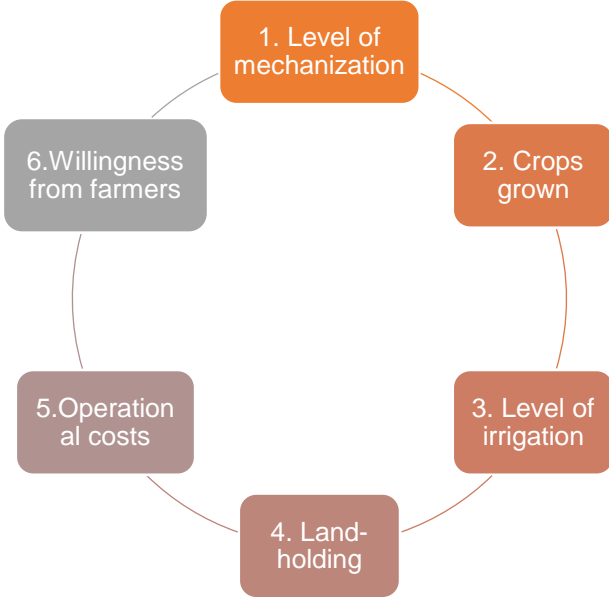 1. Level of
mechanization
2. Crops
grown
3. Level of
irrigation
4. Land-
holding
5.Operation
al costs
6.Willingness
from farmers